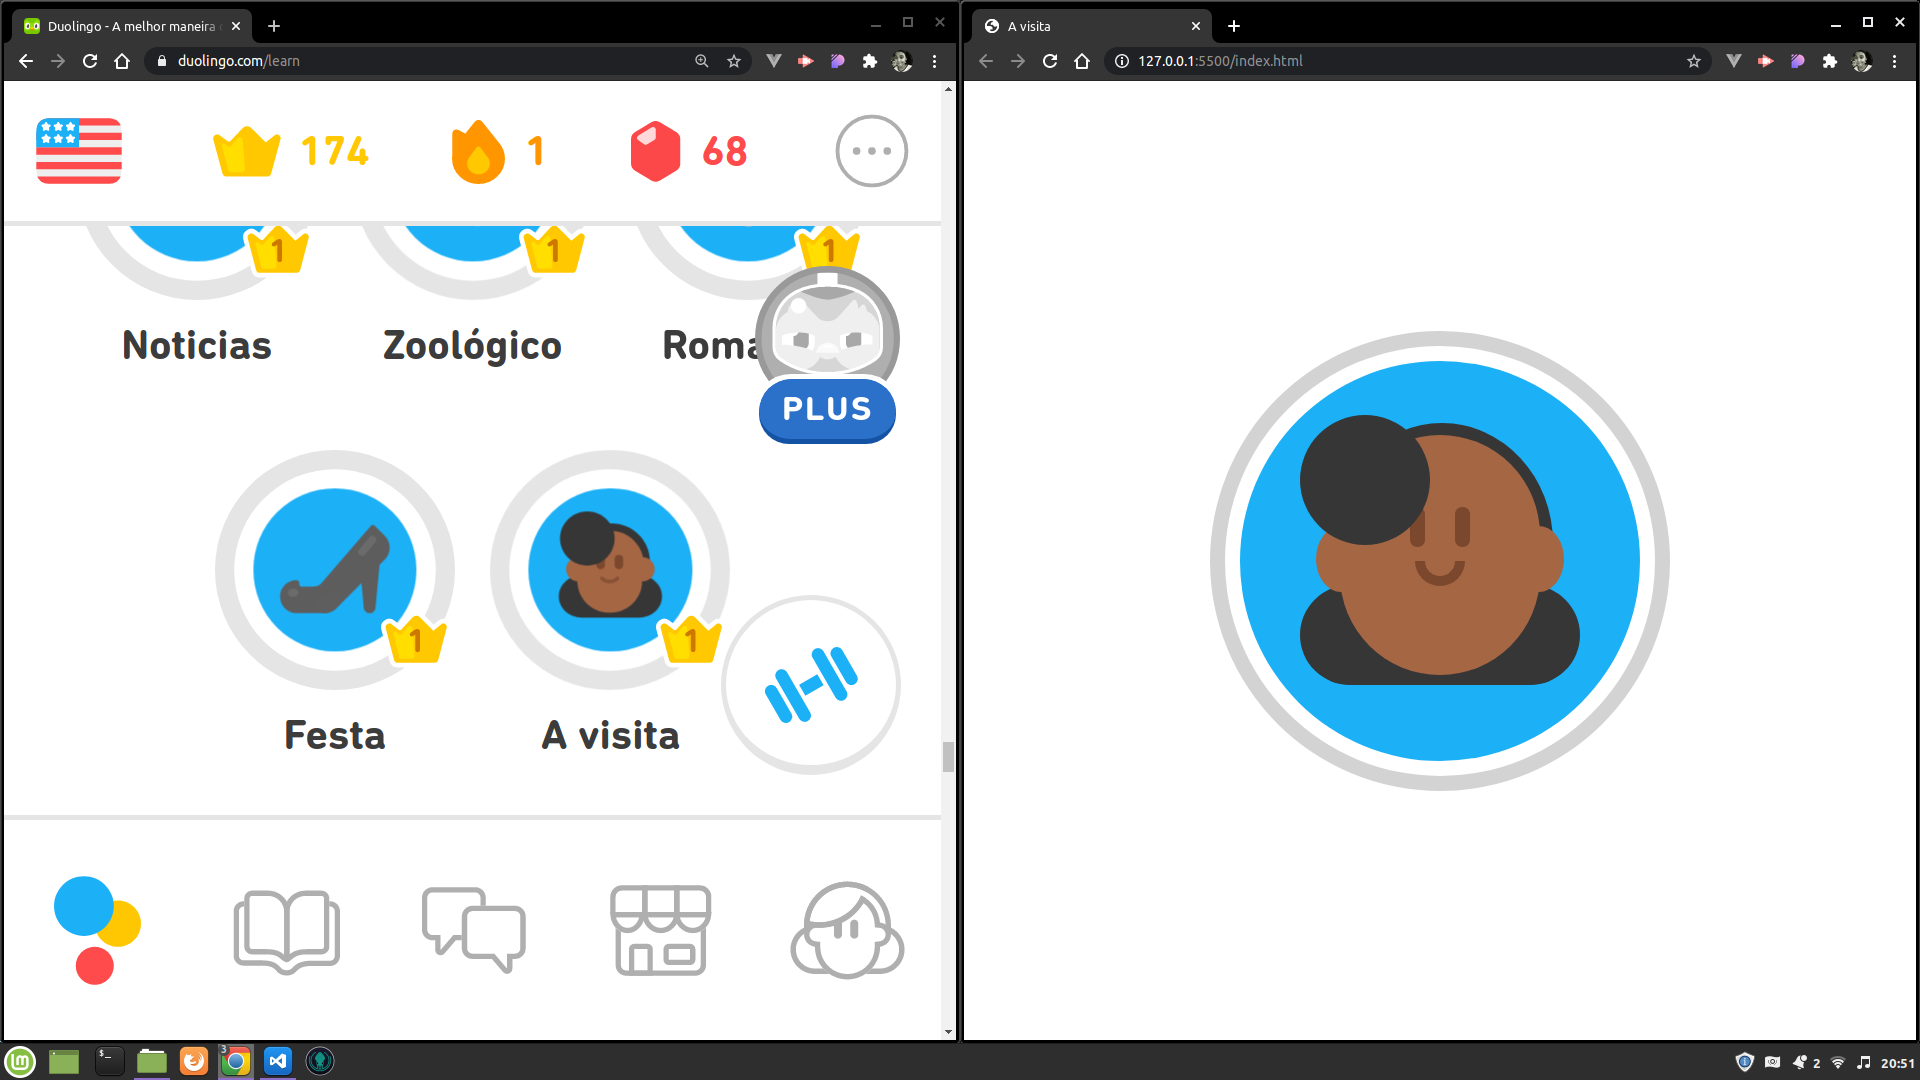 Duolingo - A melhor maneira
duolingo.com/learn
174
1
68
1
1
1
Noticias
Zoológico
Roma
PLUS
1
1
Festa
A visita
A visita
127.0.0.1:5500/index.html
$_
3
2
20:51